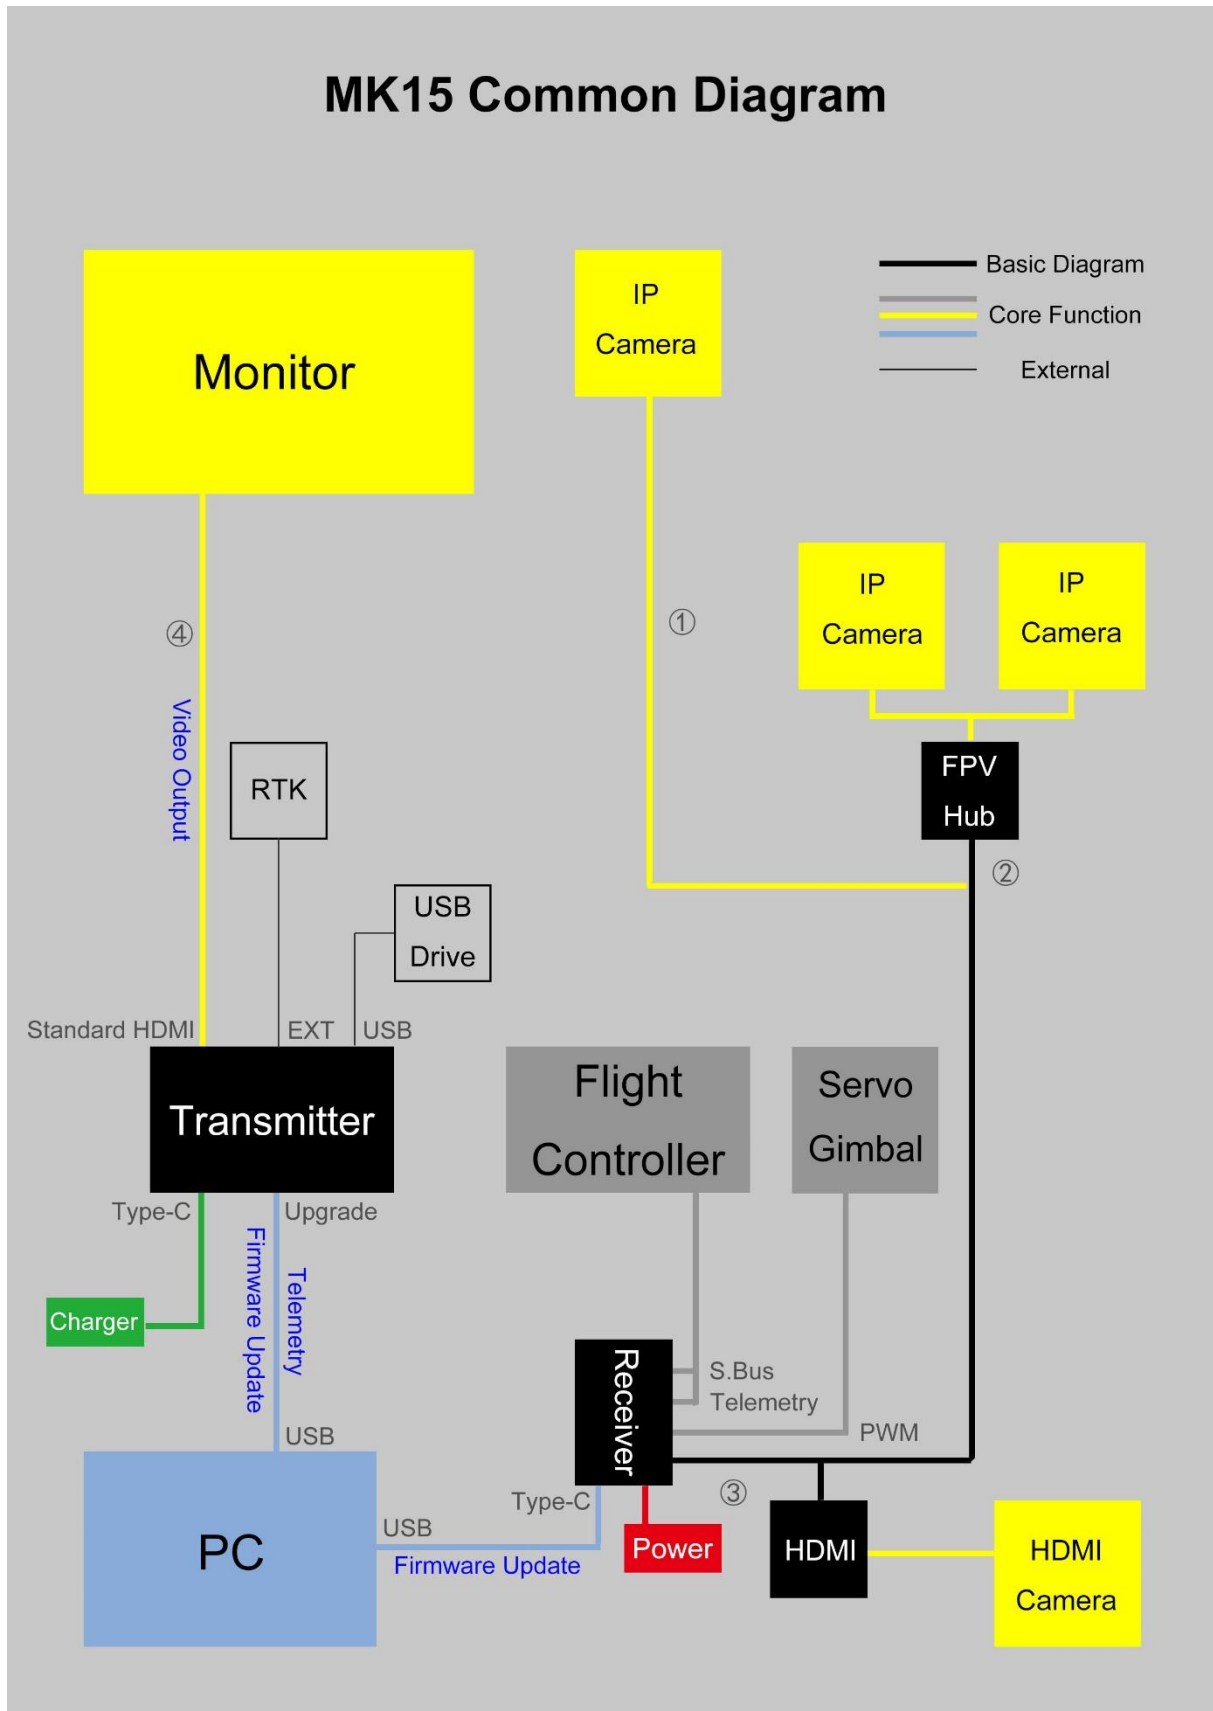 MK15 Common Diagram
Basic Diagram
Core Function
External
Monitor
IP
Camera
IP
Camera
IP
Camera
④
①
Video Output
RTK
FPV
Hub
②
USB
Drive
Standard HDMI
EXT
USB
Transmitter
Flight
Controller
Servo
Gimbal
Type-C
Upgrade
Firmware Update
Telemetry
Charger
Receiver
S.Bus
Telemetry
PWM
USB
PC
USB
Firmware Update
Type-C
③
Power
HDMI
HDMI
Camera